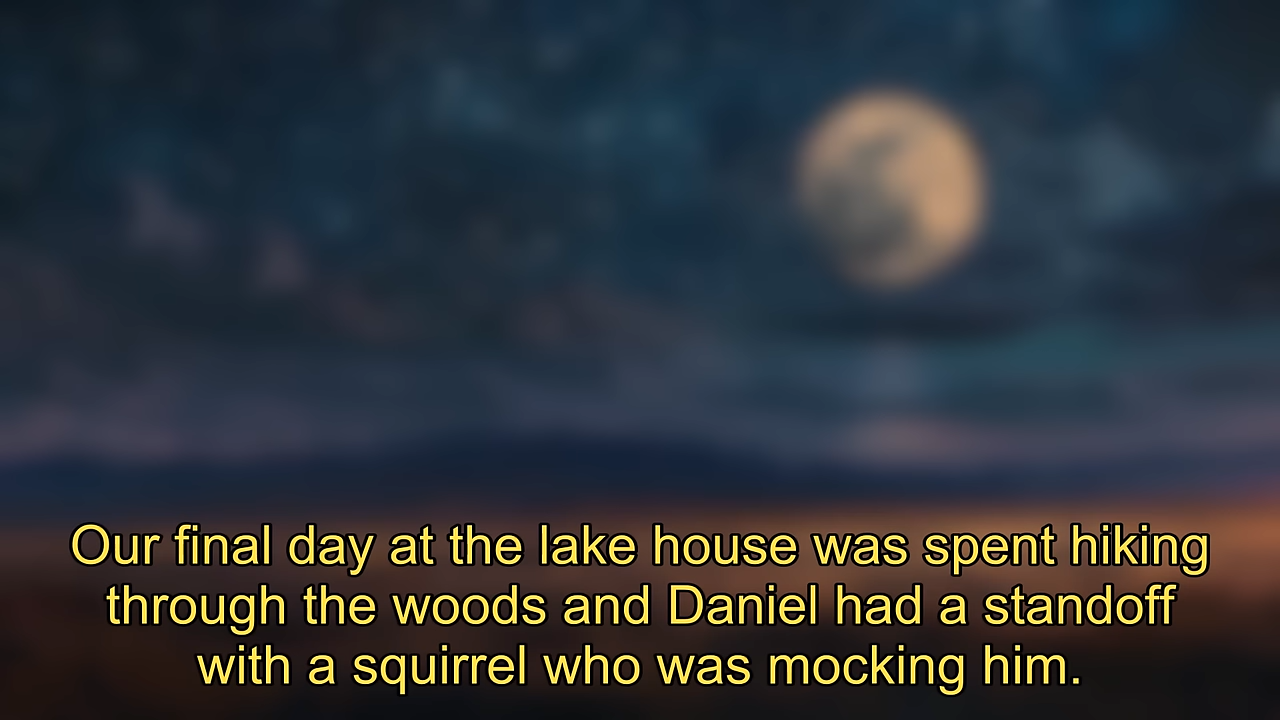 Our final day at the lake house was spent hiking
through the woods and Daniel had a standoff
with a squirrel who was mocking him.